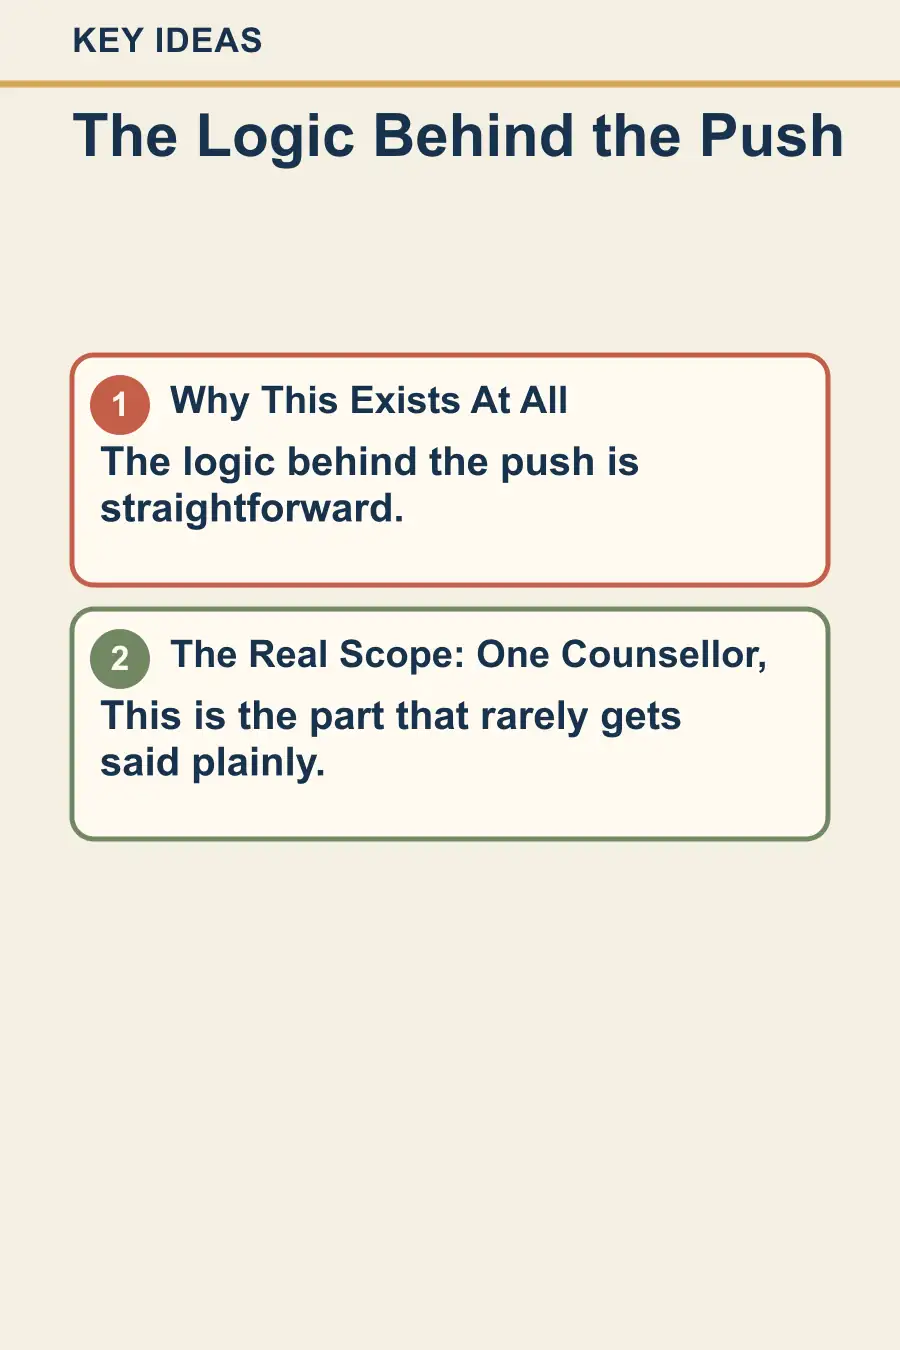 KEY IDEAS
The Logic Behind the Push
1 Why This Exists At All
The logic behind the push is
straightforward.
2 The Real Scope: One Counsellor,
This is the part that rarely gets
said plainly.